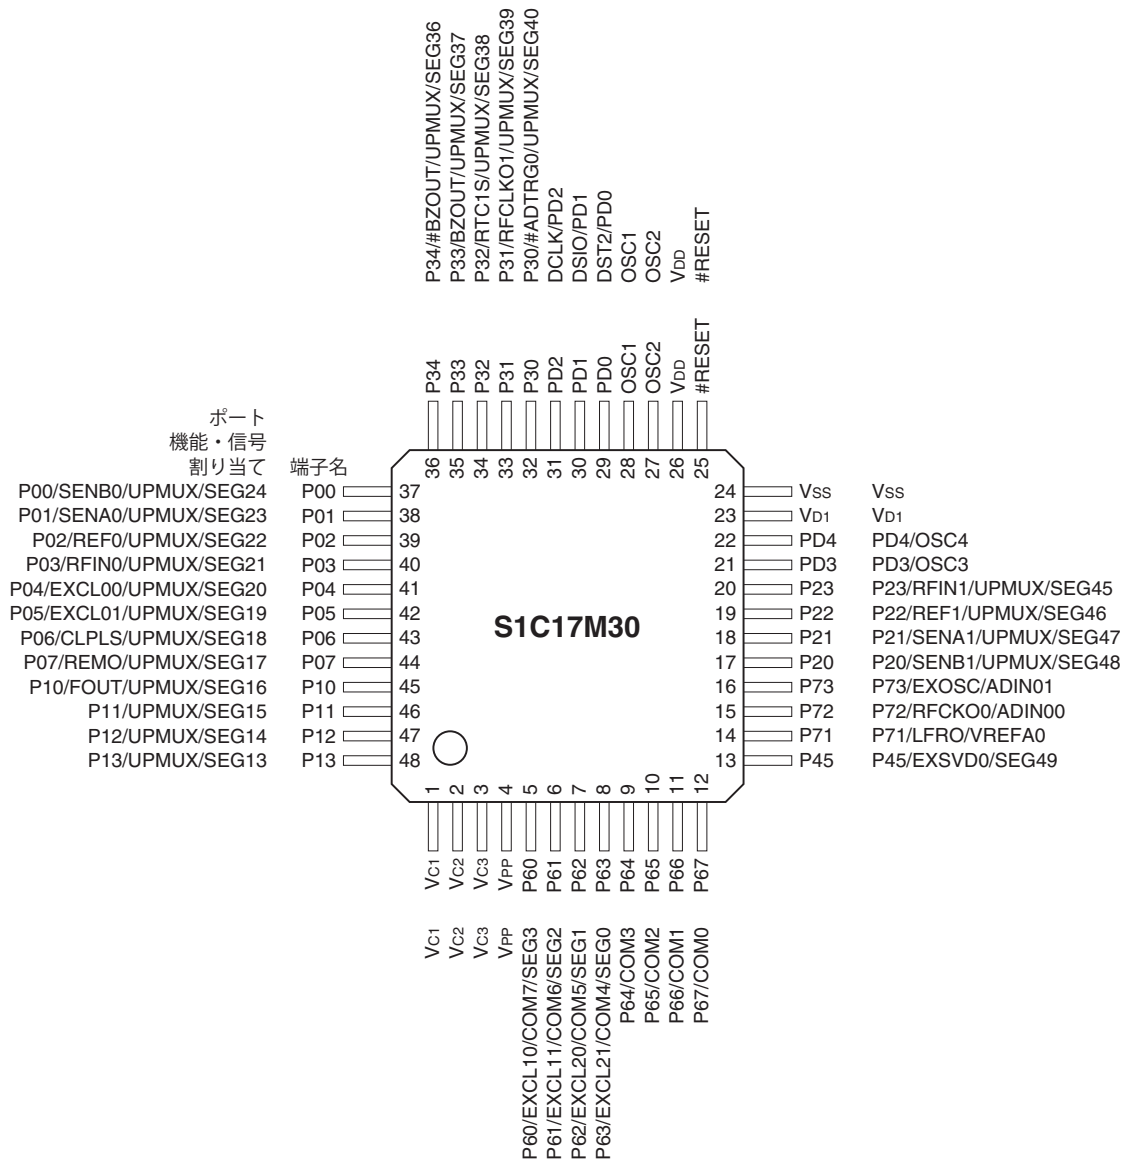 P34/#BZOUT/UPMUX/SEG36
P33/BZOUT/UPMUX/SEG37
P32/RTC1S/UPMUX/SEG38
P31/RFCLKO1/UPMUX/SEG39
P30/#ADTRG0/UPMUX/SEG40
DCLK/PD2
DSIO/PD1
DST2/PD0
OSC1
OSC2
VDD
#RESET
P34
P33
P32
P31
P30
PD2
PD1
PD0
OSC1
OSC2
VDD
#RESET
36
35
34
33
32
31
30
29
28
27
26
25
ポート
機能・信号
割り当て 端子名
P00/SENB0/UPMUX/SEG24 P00 37
P01/SENA0/UPMUX/SEG23 P01 38
P02/REF0/UPMUX/SEG22 P02 39
P03/RFIN0/UPMUX/SEG21 P03 40
P04/EXCL00/UPMUX/SEG20 P04 41
P05/EXCL01/UPMUX/SEG19 P05 42
P06/CLPLS/UPMUX/SEG18 P06 43
P07/REMO/UPMUX/SEG17 P07 44
P10/FOUT/UPMUX/SEG16 P10 45
P11/UPMUX/SEG15 P11 46
P12/UPMUX/SEG14 P12 47
P13/UPMUX/SEG13 P13 48
S1C17M30
24 VSS VSS
23 VD1 VD1
22 PD4 PD4/OSC4
21 PD3 PD3/OSC3
20 P23 P23/RFIN1/UPMUX/SEG45
19 P22 P22/REF1/UPMUX/SEG46
18 P21 P21/SENA1/UPMUX/SEG47
17 P20 P20/SENB1/UPMUX/SEG48
16 P73 P73/EXOSC/ADIN01
15 P72 P72/RFCKO0/ADIN00
14 P71 P71/LFRO/VREFA0
13 P45 P45/EXSVD0/SEG49
1
2
3
4
5
6
7
8
9
10
11
12
VC1
VC2
VC3
VPP
P60
P61
P62
P63
P64
P65
P66
P67
VC1
VC2
VC3
VPP
P60/EXCL10/COM7/SEG3
P61/EXCL11/COM6/SEG2
P62/EXCL20/COM5/SEG1
P63/EXCL21/COM4/SEG0
P64/COM3
P65/COM2
P66/COM1
P67/COM0